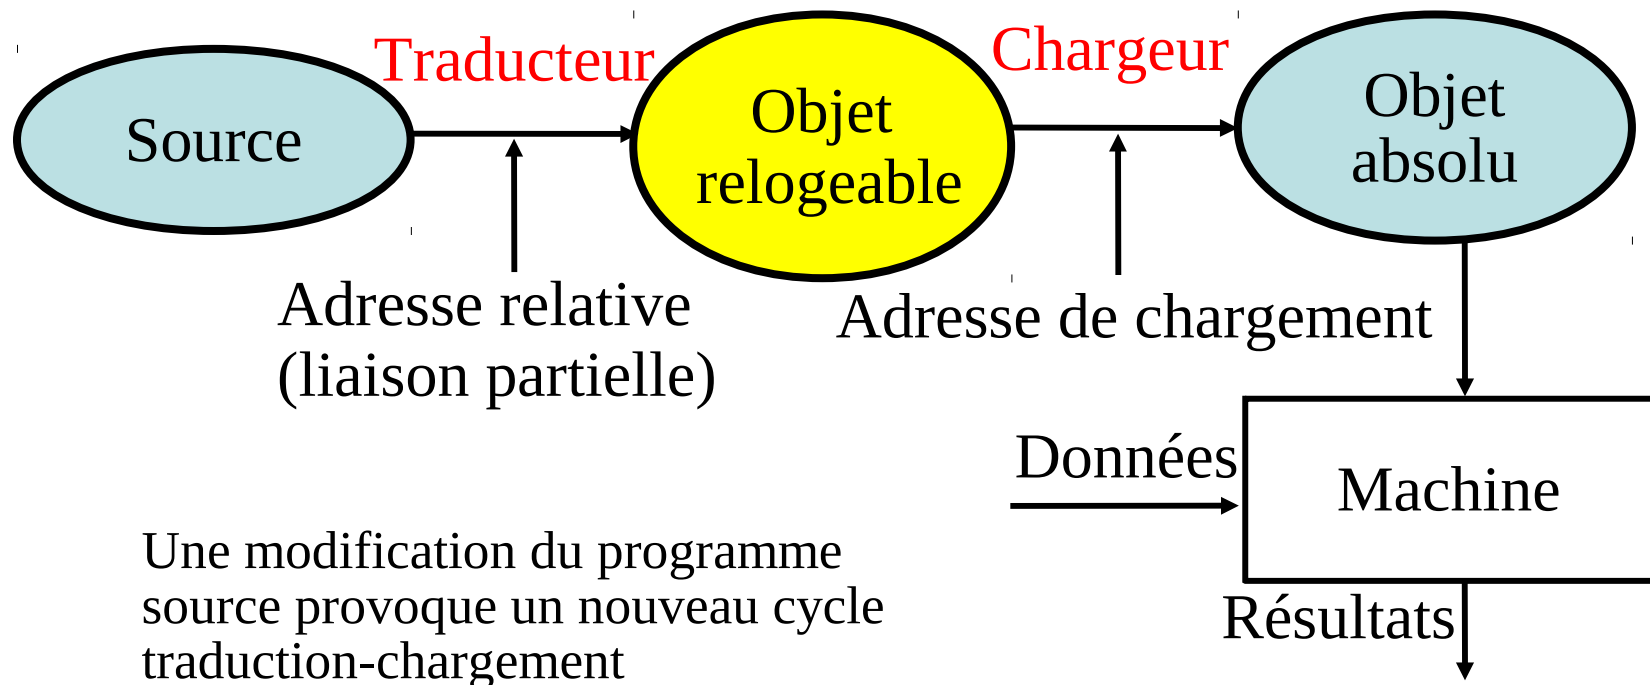 Traducteur
Chargeur
Source
Objet
relogeable
Objet
absolu
Adresse relative
(liaison partielle)
Adresse de chargement
Données
Machine
Une modification du programme
source provoque un nouveau cycle
traduction-chargement
Résultats